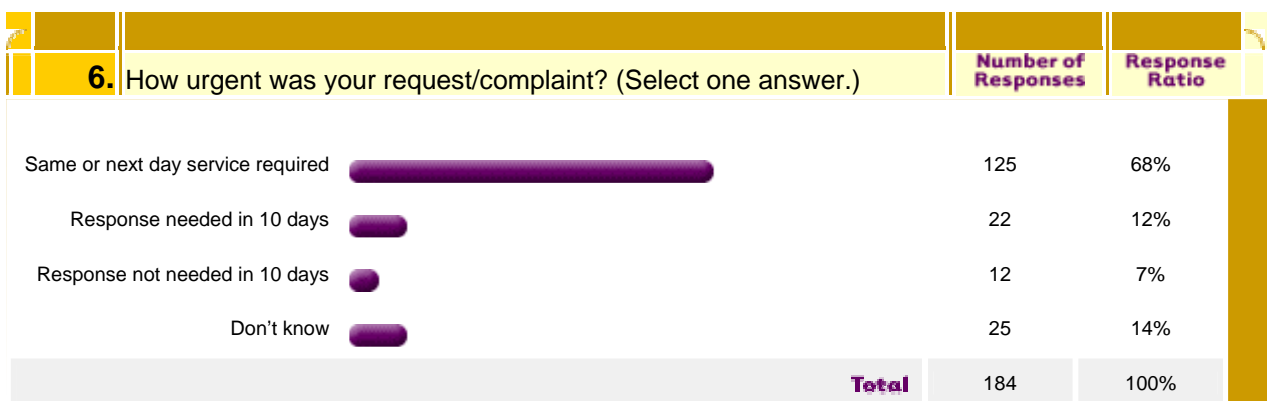 6. How urgent was your request/complaint? (Select one answer.) Number of Responses Response Ratio
Same or next day service required 125 68%
Response needed in 10 days 22 12%
Response not needed in 10 days 12 7%
Don't know 25 14%
Total 184 100%